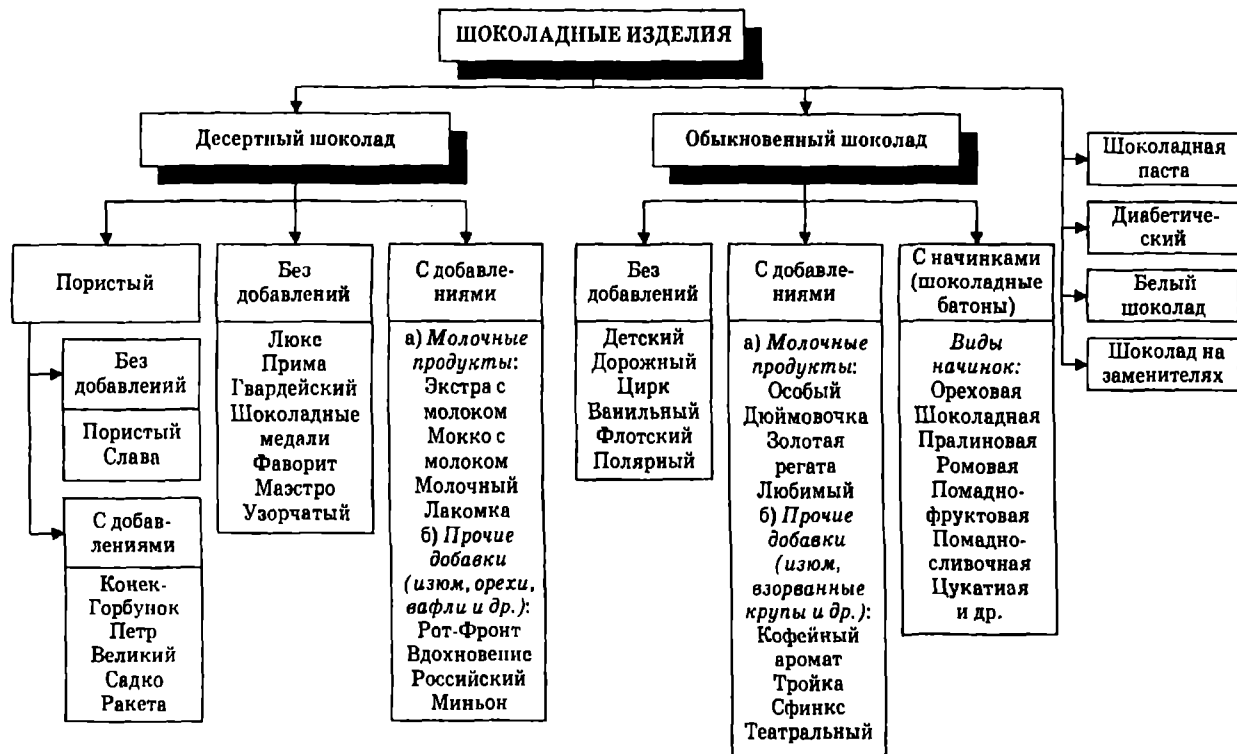 ШОКОЛАДНЫЕ ИЗДЕЛИЯ
Десертный шоколад
Обыкновенный шоколад
Шоколадная
паста
Диабетиче-
ский
Белый
шоколад
Шоколад на
заменителях
Пористый
Без
добавлений
Пористый
Слава
С добав-
лениями
Конек-
Горбунок
Петр
Великий
Садко
Ракета
Без
добавлений
Люкс
Прима
Гвардейский
Шоколадные
медали
Фаворит
Маэстро
Узорчатый
С добавле-
ниями
а) Молочные
продукты:
Экстра с
молоком
Мокко с
молоком
Молочный
Лакомка
б) Прочие
добавки
(изюм, орехи,
вафли и др.):
Рот-Фронт
Вдохновение
Российский
Миньон
Без
добавлений
Детский
Дорожный
Цирк
Ванильный
Флотский
Полярный
С добавле-
ниями
а) Молочные
продукты:
Особый
Дюймовочка
Золотая
регата
Любимый
б) Прочие
добавки
(изюм,
взорванные
крупы и др.):
Кофейный
аромат
Тройка
Сфинкс
Театральный
С начинками
(шоколадные
батоны)
Виды
начинок:
Ореховая
Шоколадная
Пралиновая
Ромовая
Помадно-
фруктовая
Помадно-
сливочная
Цукатная
и др.